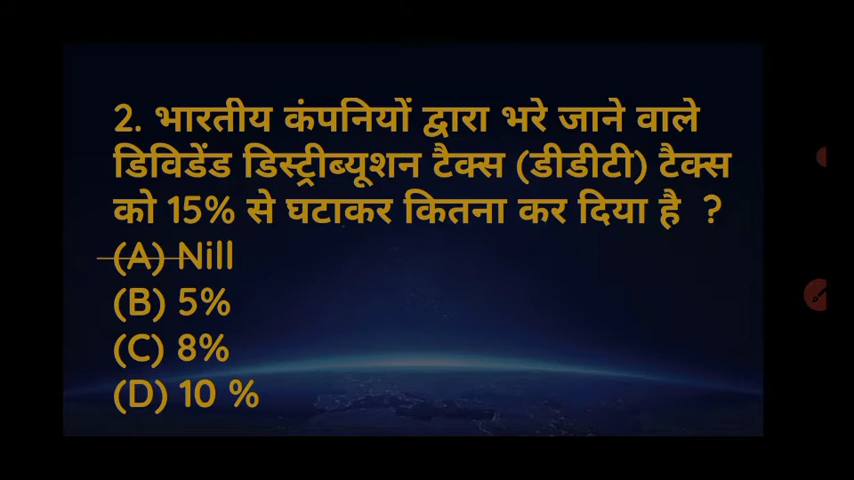 2. भारतीय कंपनियों द्वारा भरे जाने वाले
डिविडेंड डिस्ट्रीब्यूशन टैक्स (डीडीटी) टैक्स
को 15% से घटाकर कितना कर दिया है ?
(A) Nill
(B) 5%
(C) 8%
(D) 10 %